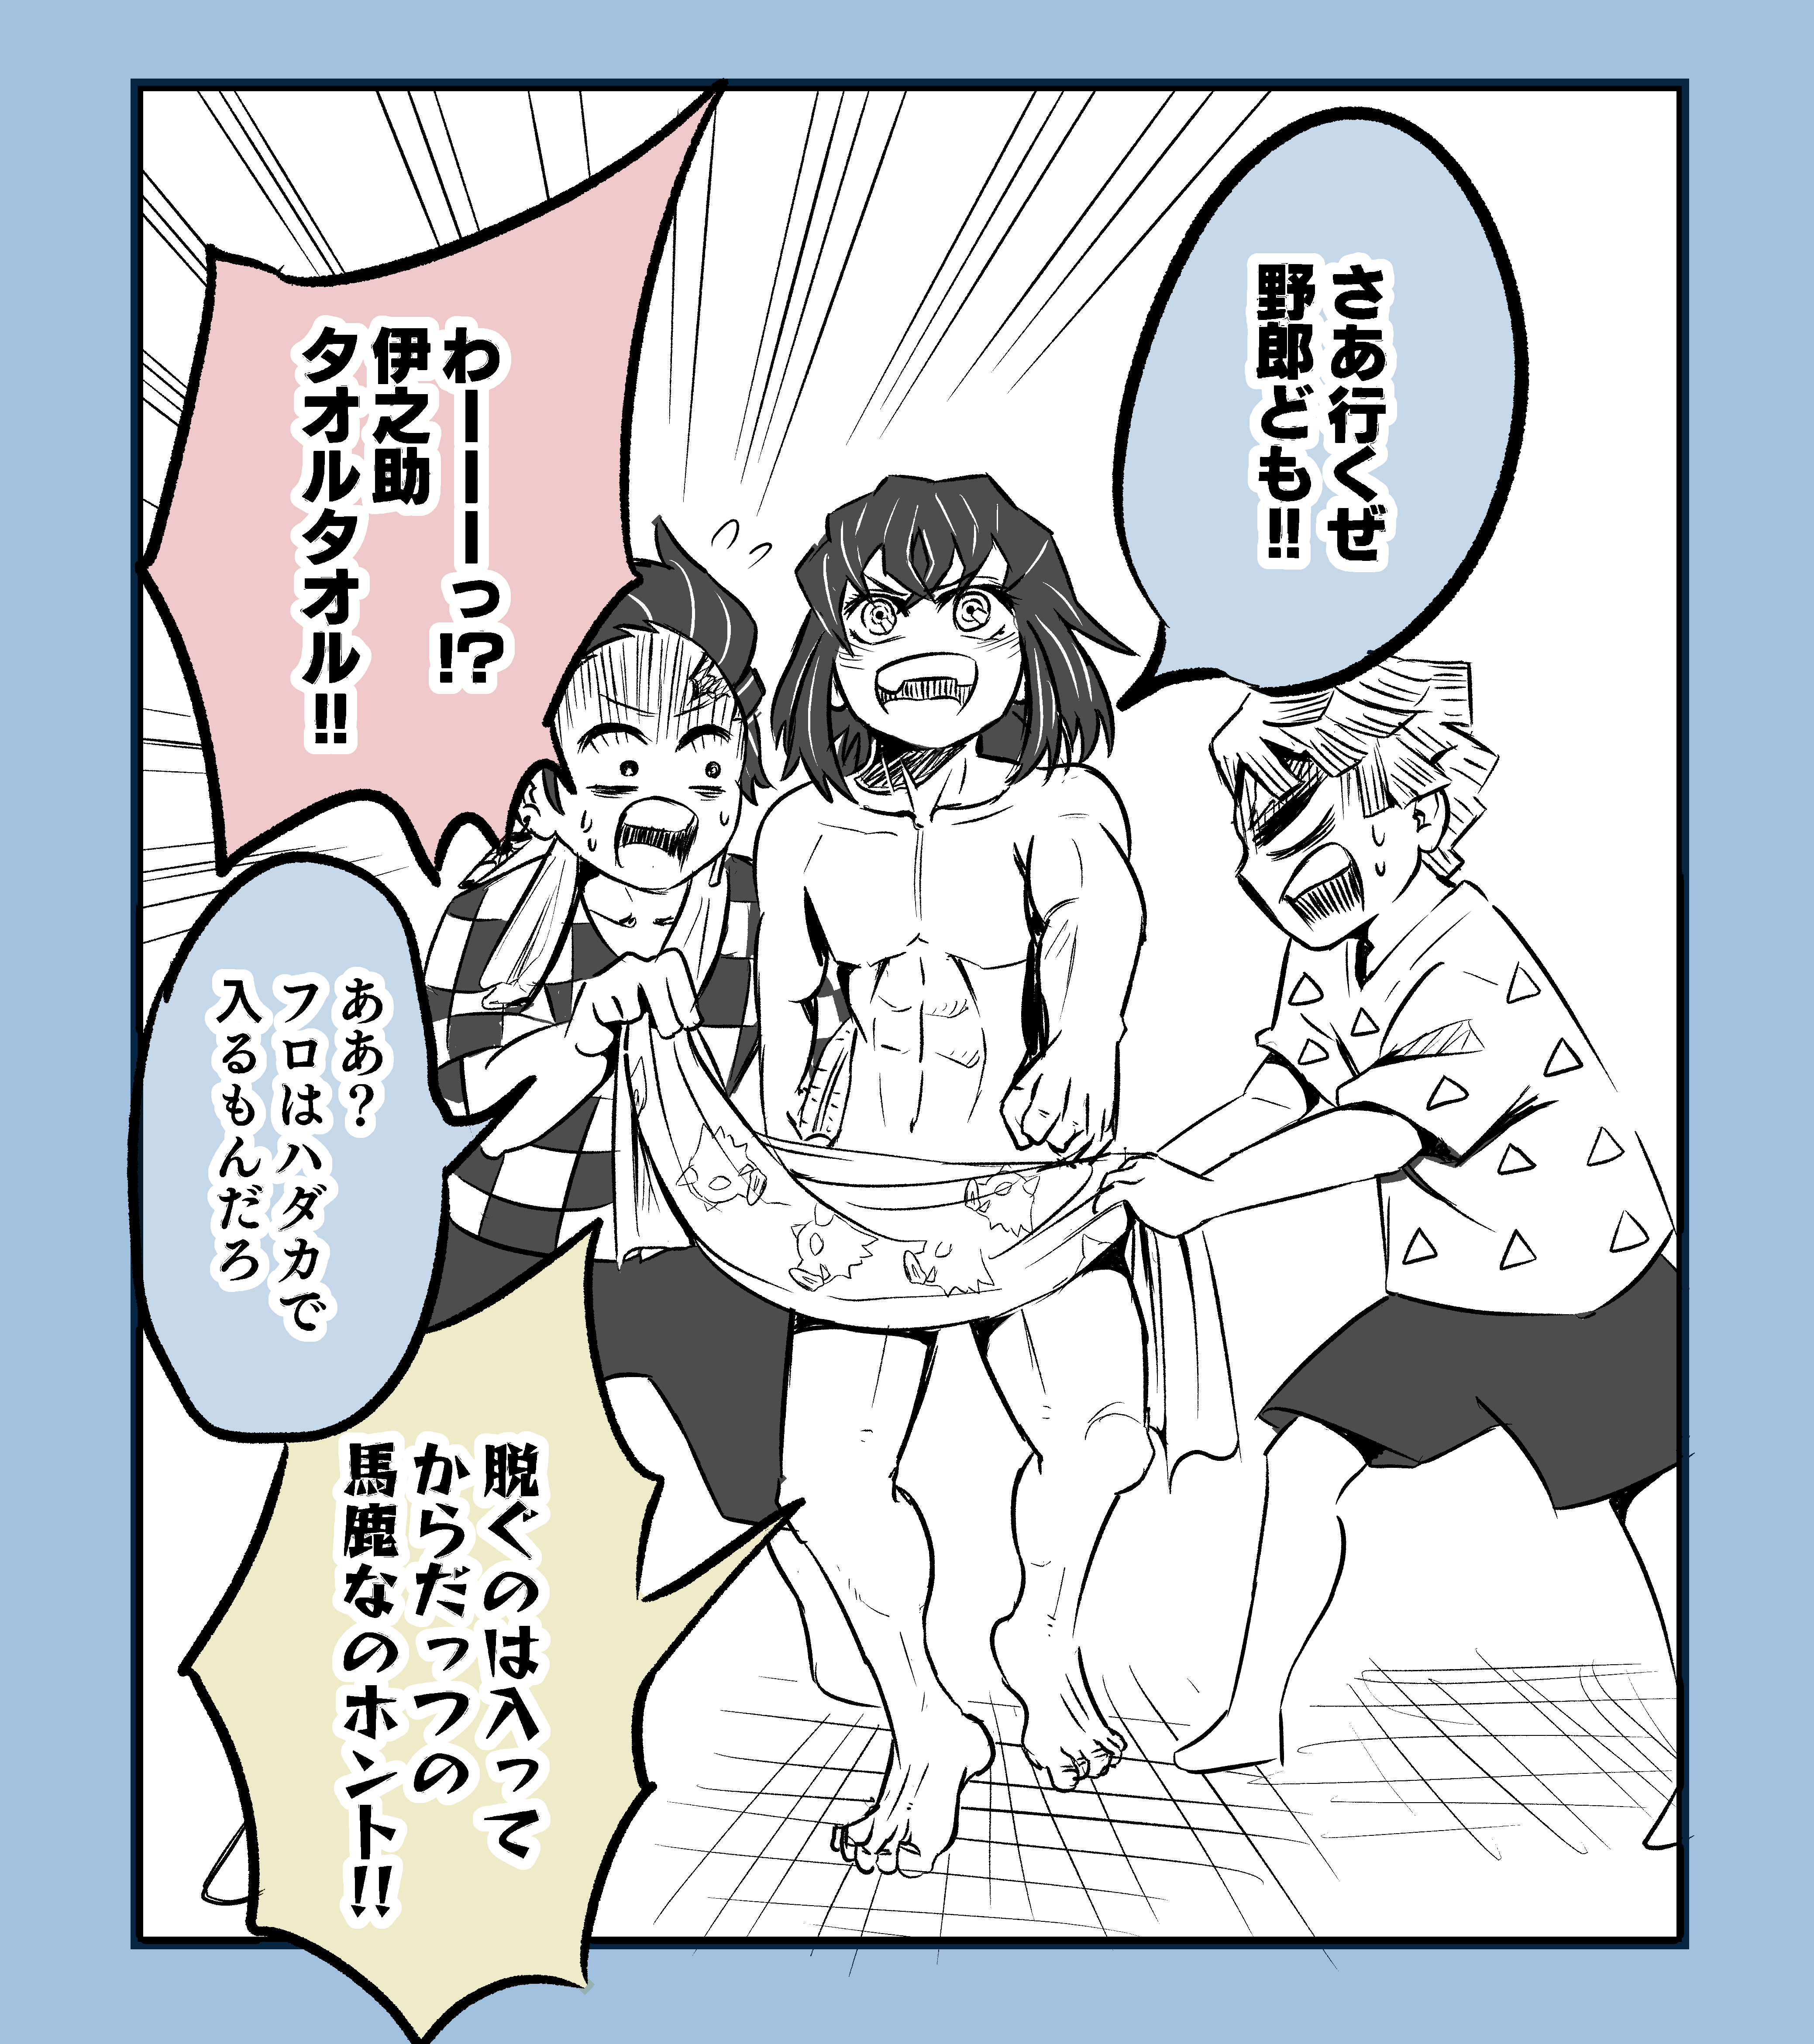 さあ行くぜ
野郎ども!!
わーーーっ!?
伊之助
タオルタオル!!
ああ?
フロはハダカで
入るもんだろ
脱ぐのは入って
からだっつの
馬鹿なのホント!!